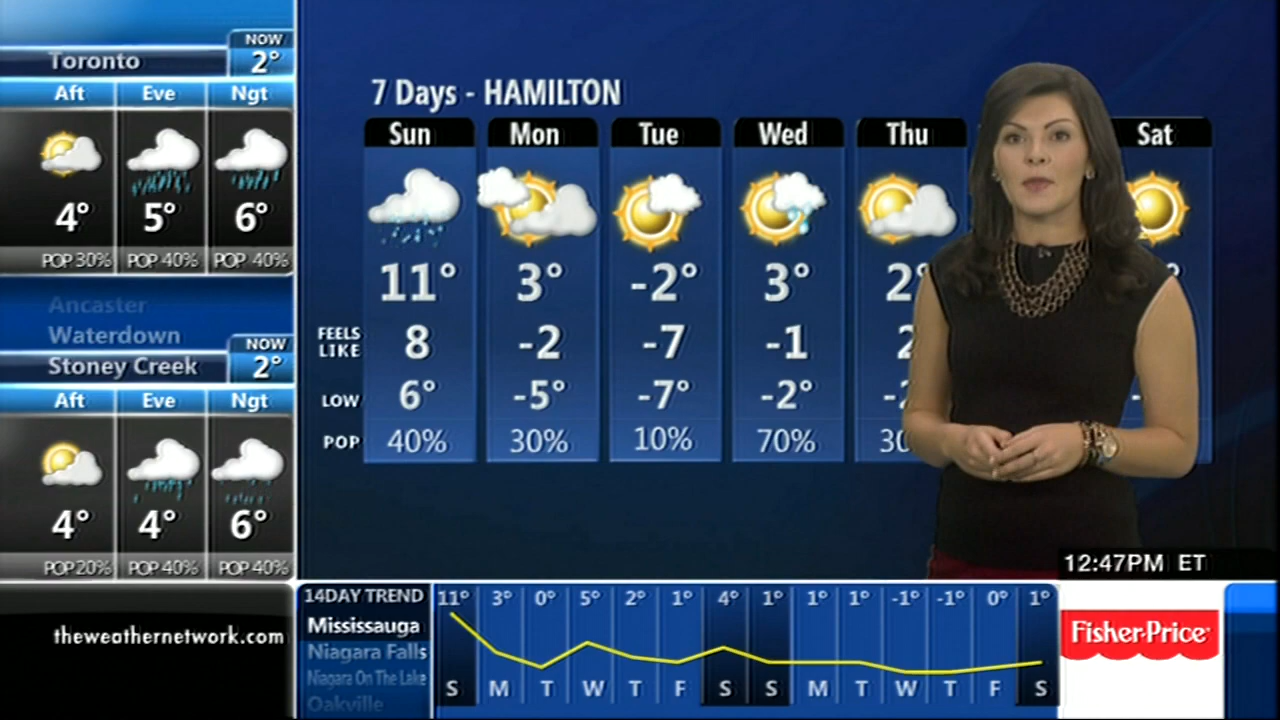 NOW
Toronto 2°
Aft Eve Ngt
4° 5° 6°
POP 30% POP 40% POP 40%
Ancaster
Waterdown
NOW
Stoney Creek 2°
Aft Eve Ngt
4° 4° 6°
POP 20% POP 40% POP 40%
theweathernetwork.com
7 Days - HAMILTON
Sun Mon Tue Wed Thu Sat
11° 3° -2° 3° 2°
FEELS LIKE 8 -2 -7 -1 2
LOW 6° -5° -7° -2°
POP 40% 30% 10% 70% 30
12:47PM ET
14DAY TREND 11° 3° 0° 5° 2° 1° 4° 1° 1° 1° -1° -1° 0° 1°
Mississauga
Niagara Falls
Niagara On The Lake
Oakville
S M T W T F S S M T W T F S
Fisher-Price